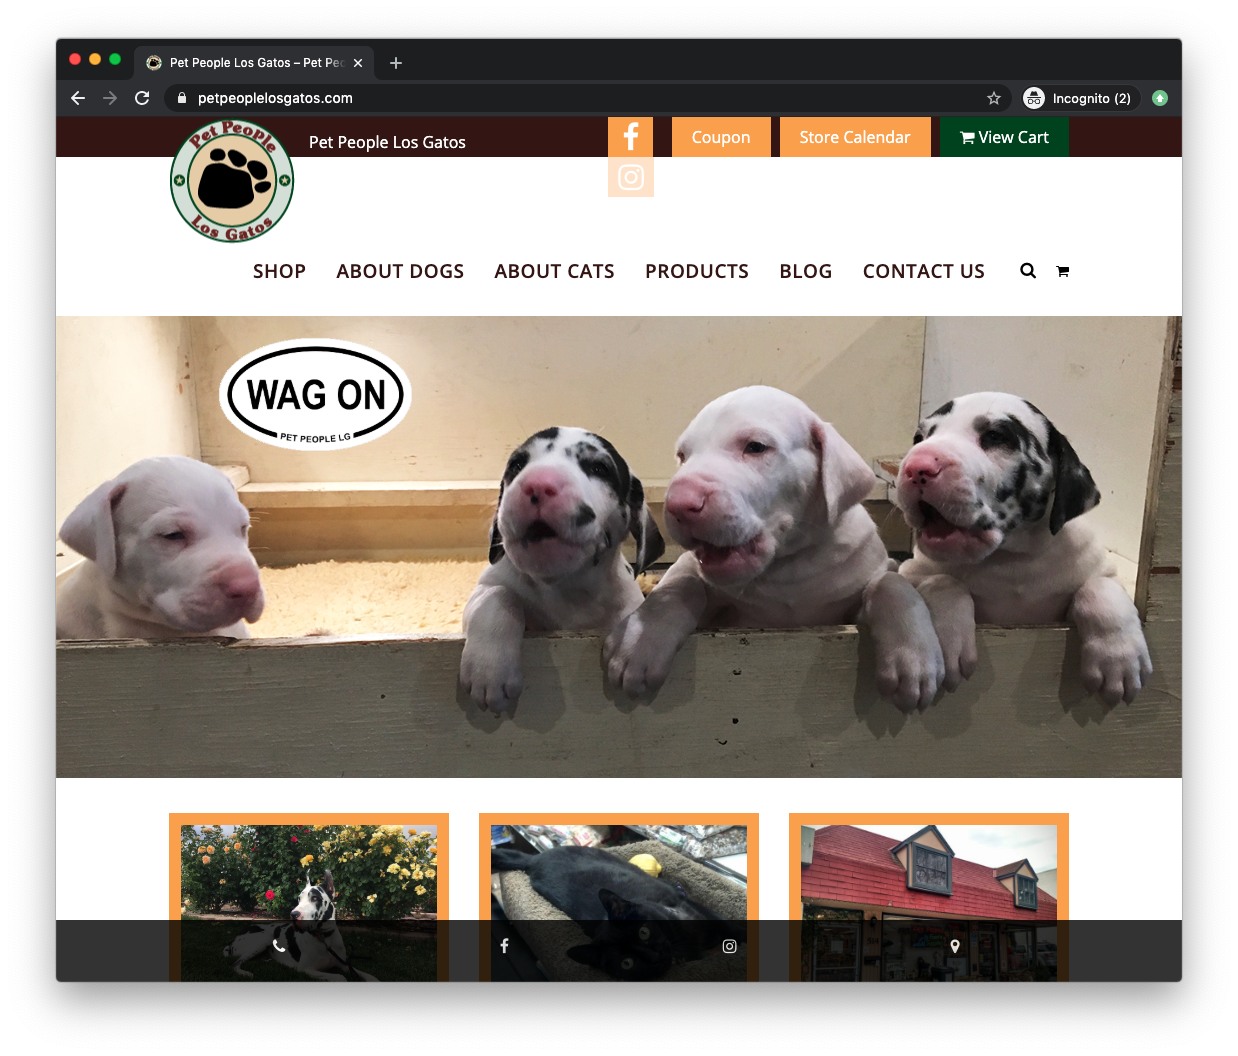 Pet People Los Gatos – Pet Peo
petpeoplelosgatos.com
Incognito (2)
Pet People
Los Gatos
Pet People Los Gatos
Coupon
Store Calendar
View Cart
SHOP
ABOUT DOGS
ABOUT CATS
PRODUCTS
BLOG
CONTACT US
WAG ON
PET PEOPLE LG